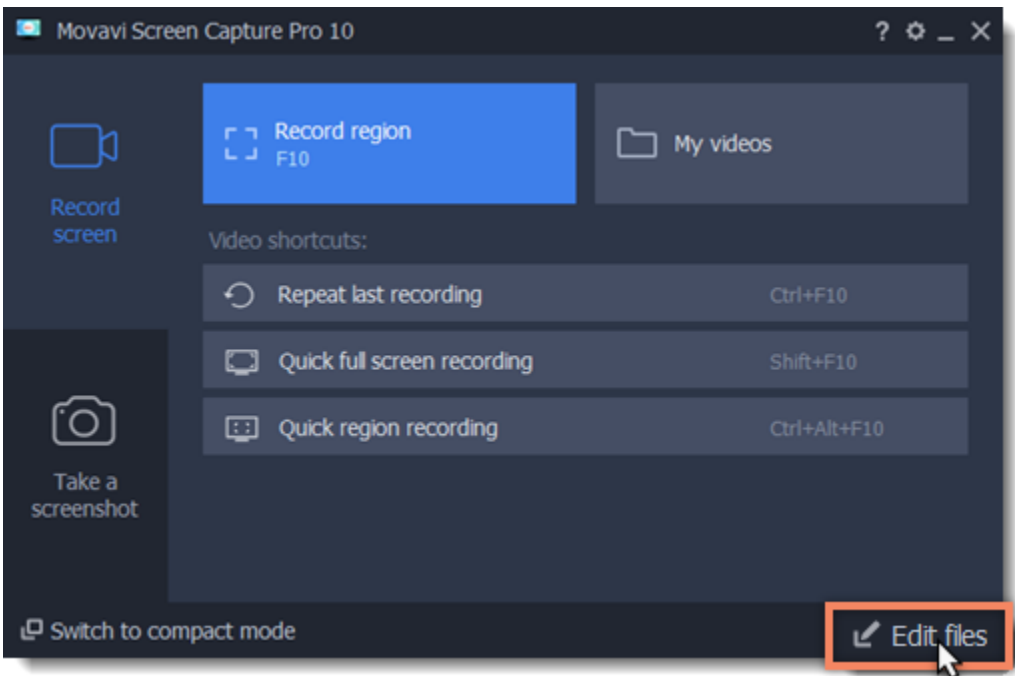 Movavi Screen Capture Pro 10
?
Record region
F10
My videos
Record
screen
Video shortcuts:
Repeat last recording Ctrl+F10
Quick full screen recording Shift+F10
Quick region recording Ctrl+Alt+F10
Take a
screenshot
Switch to compact mode
Edit files